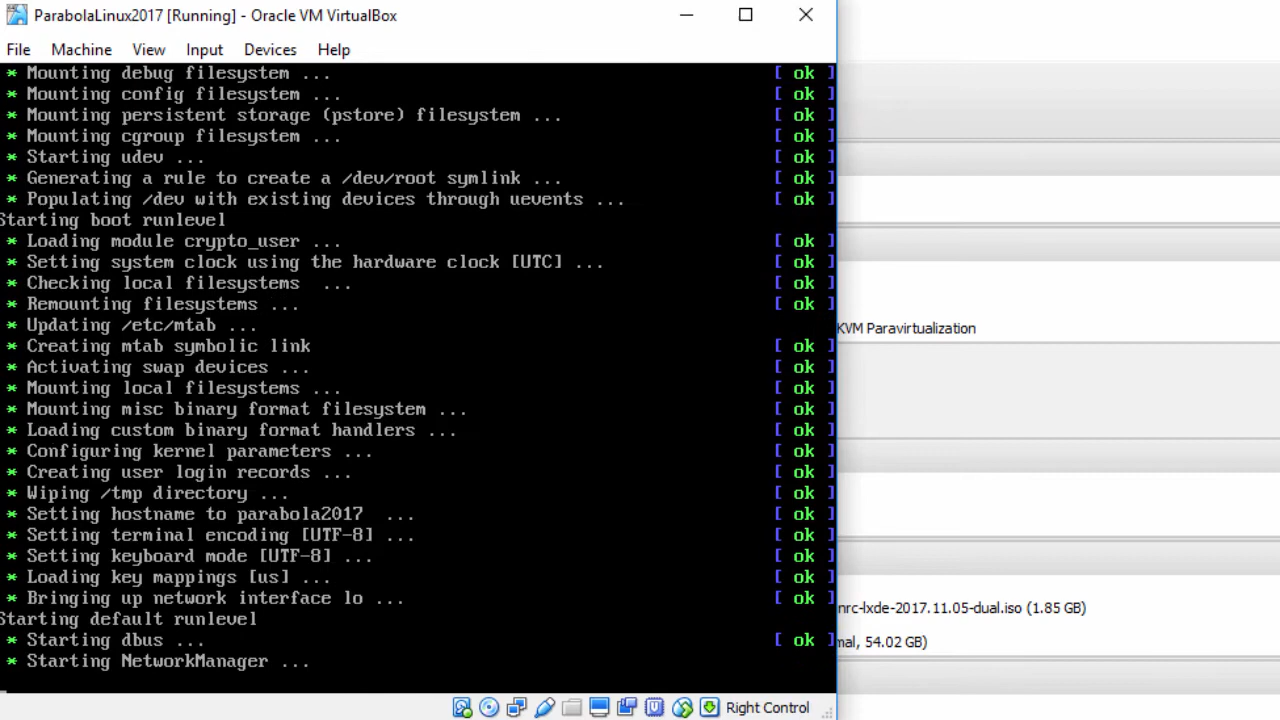 ParabolaLinux2017 [Running] - Oracle VM VirtualBox
File Machine View Input Devices Help
* Mounting debug filesystem ... [ ok ]
* Mounting config filesystem ... [ ok ]
* Mounting persistent storage (pstore) filesystem ... [ ok ]
* Mounting cgroup filesystem ... [ ok ]
* Starting udev ... [ ok ]
* Generating a rule to create a /dev/root symlink ... [ ok ]
* Populating /dev with existing devices through uevents ... [ ok ]
Starting boot runlevel
* Loading module crypto_user ... [ ok ]
* Setting system clock using the hardware clock [UTC] ... [ ok ]
* Checking local filesystems ... [ ok ]
* Remounting filesystems ... [ ok ]
* Updating /etc/mtab ...
KVM Paravirtualization
* Creating mtab symbolic link [ ok ]
* Activating swap devices ... [ ok ]
* Mounting local filesystems ... [ ok ]
* Mounting misc binary format filesystem ... [ ok ]
* Loading custom binary format handlers ... [ ok ]
* Configuring kernel parameters ... [ ok ]
* Creating user login records ... [ ok ]
* Wiping /tmp directory ... [ ok ]
* Setting hostname to parabola2017 ... [ ok ]
* Setting terminal encoding [UTF-8] ... [ ok ]
* Setting keyboard mode [UTF-8] ... [ ok ]
* Loading key mappings [us] ... [ ok ]
* Bringing up network interface lo ... [ ok ]
nrc-lxde-2017.11.05-dual.iso (1.85 GB)
Starting default runlevel
* Starting dbus ... [ ok ]
mal, 54.02 GB)
* Starting NetworkManager ...
Right Control